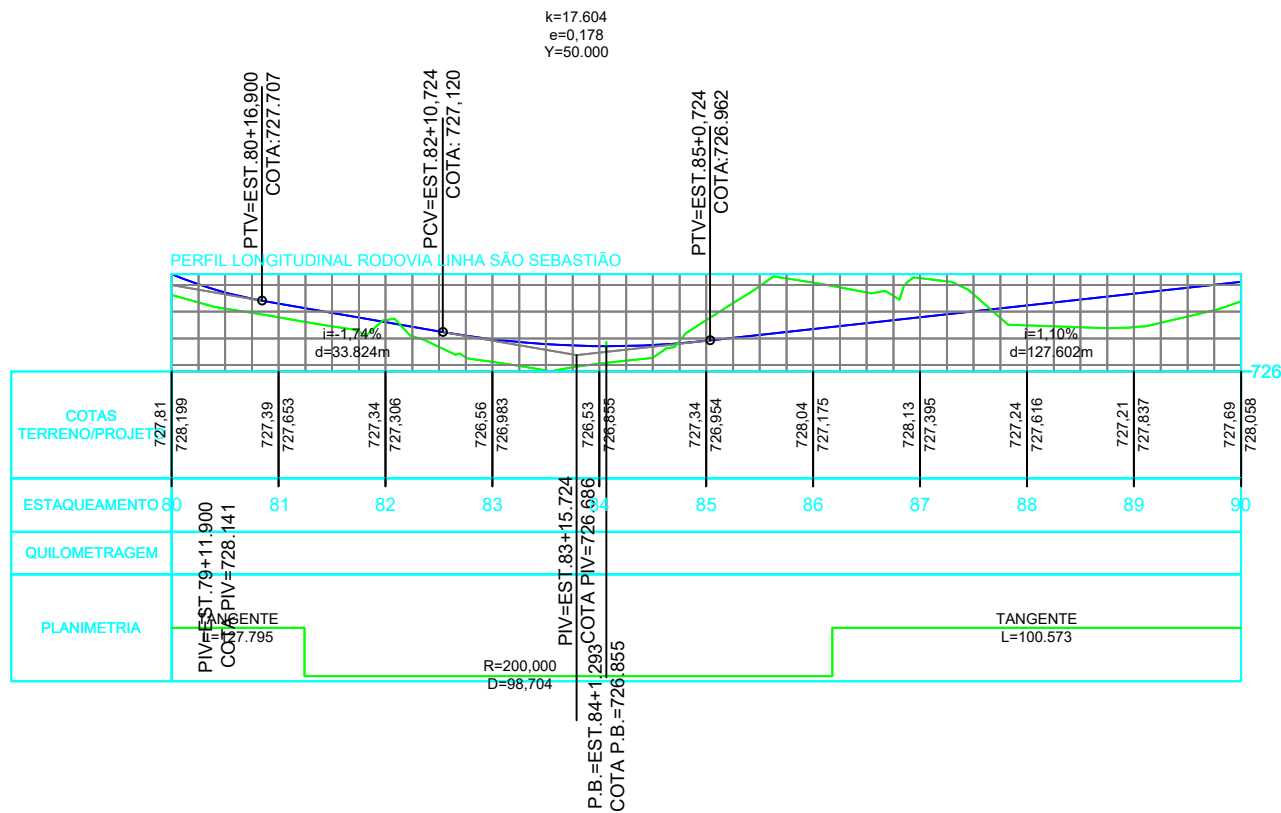 k=17.604
e=0,178
Y=50.000
PTV=EST.80+16,900
COTA:727.707
PCV=EST.82+10,724
COTA: 727,120
PTV=EST.85+0,724
COTA:726.962
PERFIL LONGITUDINAL RODOVIA LINHA SÃO SEBASTIÃO
i=-1,74%
d=33.824m
i=1,10%
d=127.602m
726
COTAS
TERRENO/PROJETO
727,81
728,199
727,39
727,653
727,34
727,306
726,56
726,983
726,53
726,855
727,34
726,954
728,04
727,175
728,13
727,395
727,24
727,616
727,21
727,837
727,69
728,058
ESTAQUEAMENTO
80
81
82
83
84
85
86
87
88
89
90
QUILOMETRAGEM
PLANIMETRIA
PIV=EST.79+11.900
COTA PIV=728.141
TANGENTE
L=127.795
R=200,000
D=98,704
PIV=EST.83+15.724
COTA PIV=726.686
P.B.=EST.84+1.293
COTA P.B.=726.855
TANGENTE
L=100.573